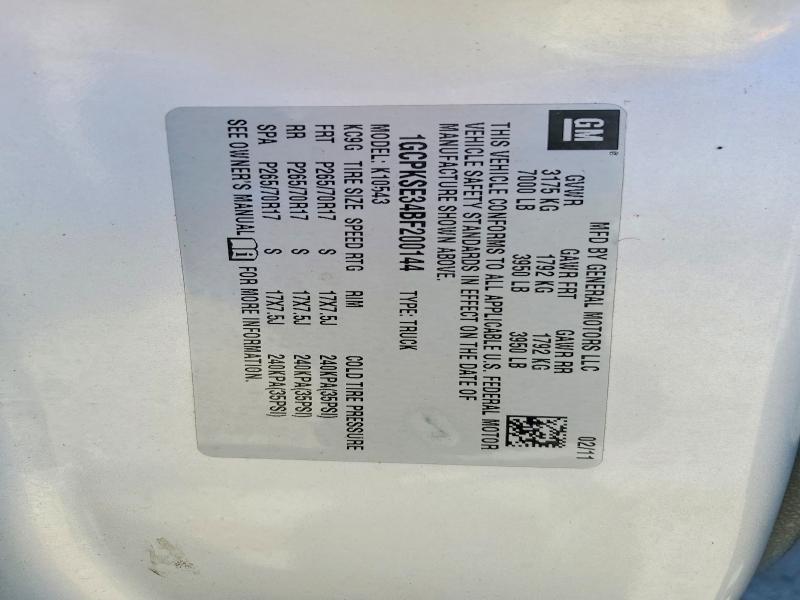 GM ®
MFD BY GENERAL MOTORS LLC 02/11
GVWR GAWR FRT GAWR RR
3175 KG 1792 KG 1792 KG
7000 LB 3950 LB 3950 LB
THIS VEHICLE CONFORMS TO ALL APPLICABLE U.S. FEDERAL MOTOR
VEHICLE SAFETY STANDARDS IN EFFECT ON THE DATE OF
MANUFACTURE SHOWN ABOVE.
1GCPKSE34BF200144 TYPE: TRUCK
MODEL: K10543
KC9G TIRE SIZE SPEED RTG RIM COLD TIRE PRESSURE
FRT P265/70R17 S 17X7.5J 240KPA(35PSI)
RR P265/70R17 S 17X7.5J 240KPA(35PSI)
SPA P265/70R17 S 17X7.5J 240KPA(35PSI)
SEE OWNER'S MANUAL FOR MORE INFORMATION.